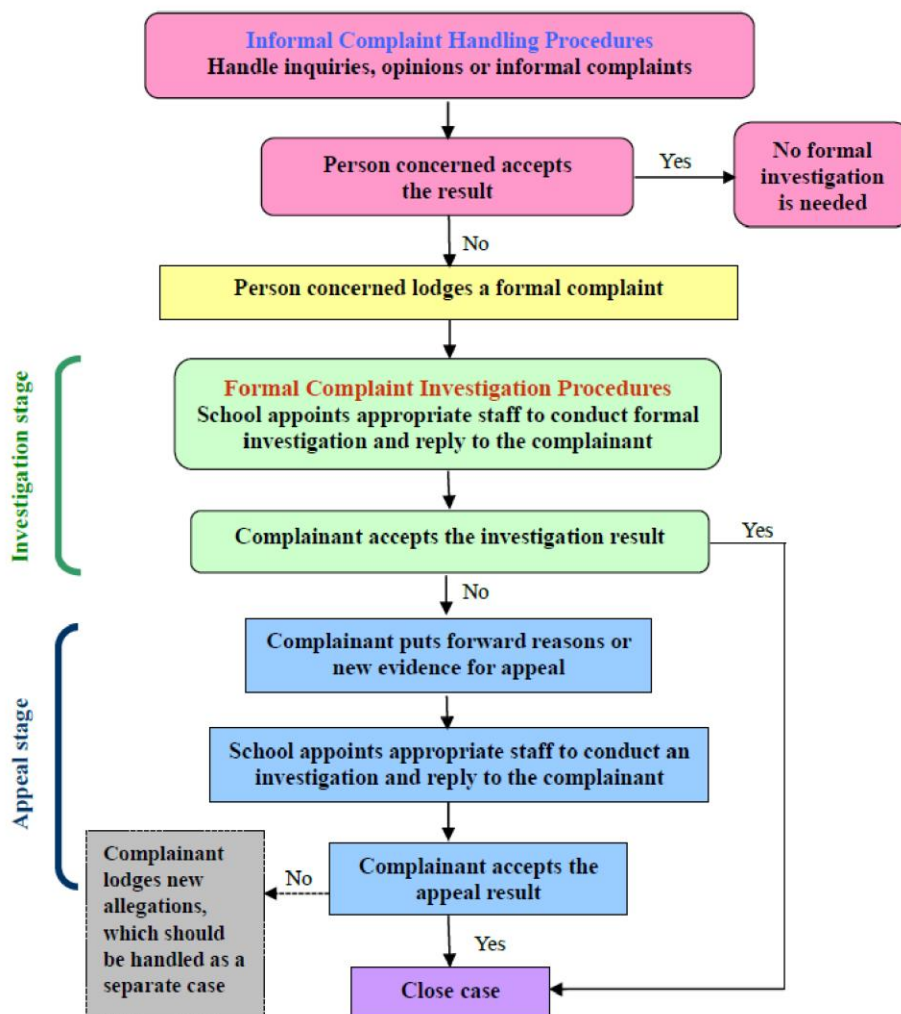 Informal Complaint Handling Procedures
Handle inquiries, opinions or informal complaints
Person concerned accepts
the result
Yes
No formal
investigation
is needed
No
Person concerned lodges a formal complaint
Investigation stage
Formal Complaint Investigation Procedures
School appoints appropriate staff to conduct formal
investigation and reply to the complainant
Complainant accepts the investigation result
Yes
No
Appeal stage
Complainant puts forward reasons or
new evidence for appeal
School appoints appropriate staff to conduct an
investigation and reply to the complainant
Complainant accepts the
appeal result
No
Complainant
lodges new
allegations,
which should
be handled as a
separate case
Yes
Close case